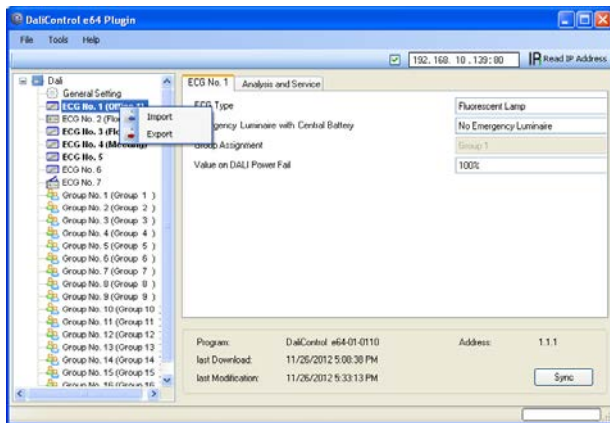 DaliControl e64 Plugin
File Tools Help
192. 168. 10 . 139 : 80 IP Read IP Address
Dali
General Setting
ECG No. 1
ECG No. 2
ECG No. 3
ECG No. 4
ECG No. 5
ECG No. 6
ECG No. 7
Group No. 1 (Group 1 )
Group No. 2 (Group 2 )
Group No. 3 (Group 3 )
Group No. 4 (Group 4 )
Group No. 5 (Group 5 )
Group No. 6 (Group 6 )
Group No. 7 (Group 7 )
Group No. 8 (Group 8 )
Group No. 9 (Group 9 )
Group No. 10 (Group 10
Group No. 11 (Group 11
Group No. 12 (Group 12
Group No. 13 (Group 13
Group No. 14 (Group 14
Group No. 15 (Group 15
Group No. 16 (Group 16
Import
Export
ECG No. 1 Analysis and Service
ECG Type Fluorescent Lamp
Luminaire with Central Battery No Emergency Luminaire
Group Assignment Group 1
Value on DALI Power Fail 100%
Program: DaliControl e64-01-0110 Address: 1.1.1
last Download: 11/26/2012 5:08:38 PM
last Modification: 11/26/2012 5:33:13 PM
Sync